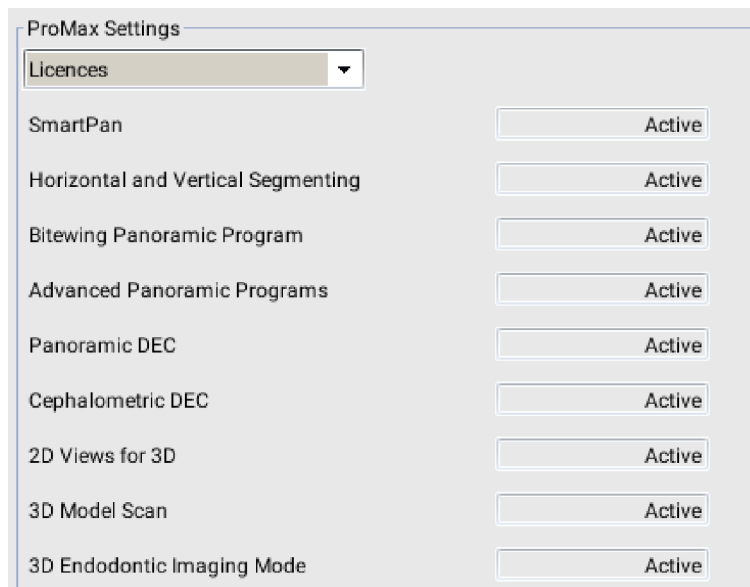 ProMax Settings
Licences
SmartPan Active
Horizontal and Vertical Segmenting Active
Bitewing Panoramic Program Active
Advanced Panoramic Programs Active
Panoramic DEC Active
Cephalometric DEC Active
2D Views for 3D Active
3D Model Scan Active
3D Endodontic Imaging Mode Active